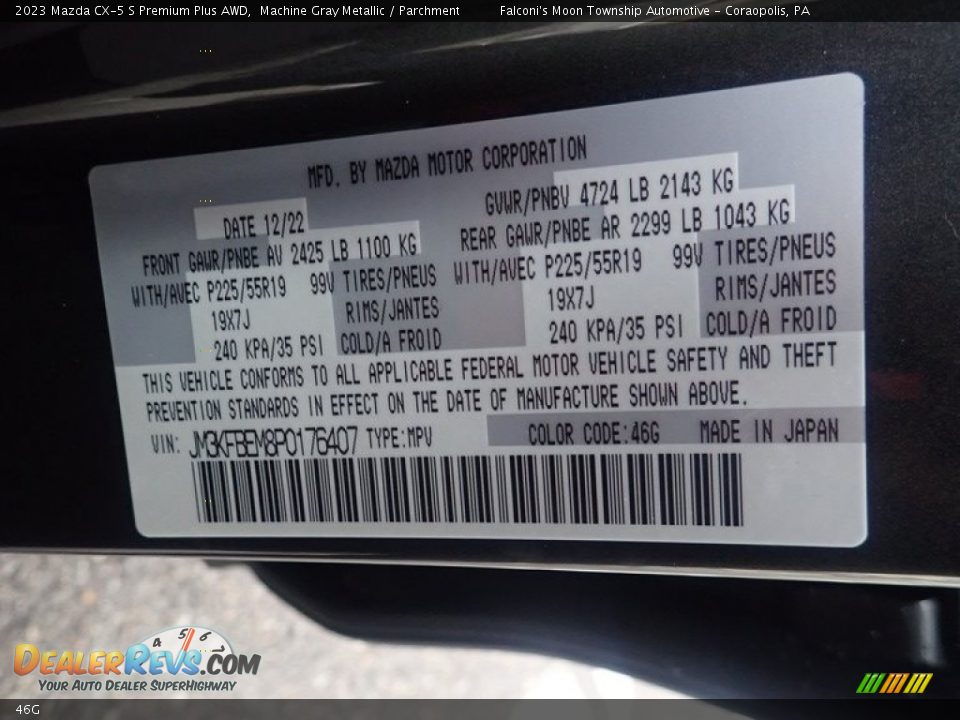 2023 Mazda CX-5 S Premium Plus AWD, Machine Gray Metallic / Parchment Falconi's Moon Township Automotive - Coraopolis, PA
MFD. BY MAZDA MOTOR CORPORATION
DATE 12/22 GVWR/PNBV 4724 LB 2143 KG
FRONT GAWR/PNBE AV 2425 LB 1100 KG REAR GAWR/PNBE AR 2299 LB 1043 KG
WITH/AVEC P225/55R19 99V TIRES/PNEUS WITH/AVEC P225/55R19 99V TIRES/PNEUS
19X7J RIMS/JANTES 19X7J RIMS/JANTES
240 KPA/35 PSI COLD/A FROID 240 KPA/35 PSI COLD/A FROID
THIS VEHICLE CONFORMS TO ALL APPLICABLE FEDERAL MOTOR VEHICLE SAFETY AND THEFT
PREVENTION STANDARDS IN EFFECT ON THE DATE OF MANUFACTURE SHOWN ABOVE.
VIN: JM3KFBEM8P0176407 TYPE:MPV COLOR CODE:46G MADE IN JAPAN
4 5 6
DEALERREVS.COM
YOUR AUTO DEALER SUPERHIGHWAY
46G